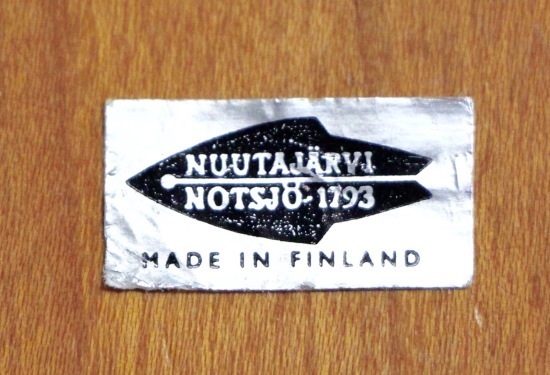 NUUTAJÄRVI
NOTSJÖ-1793
MADE IN FINLAND